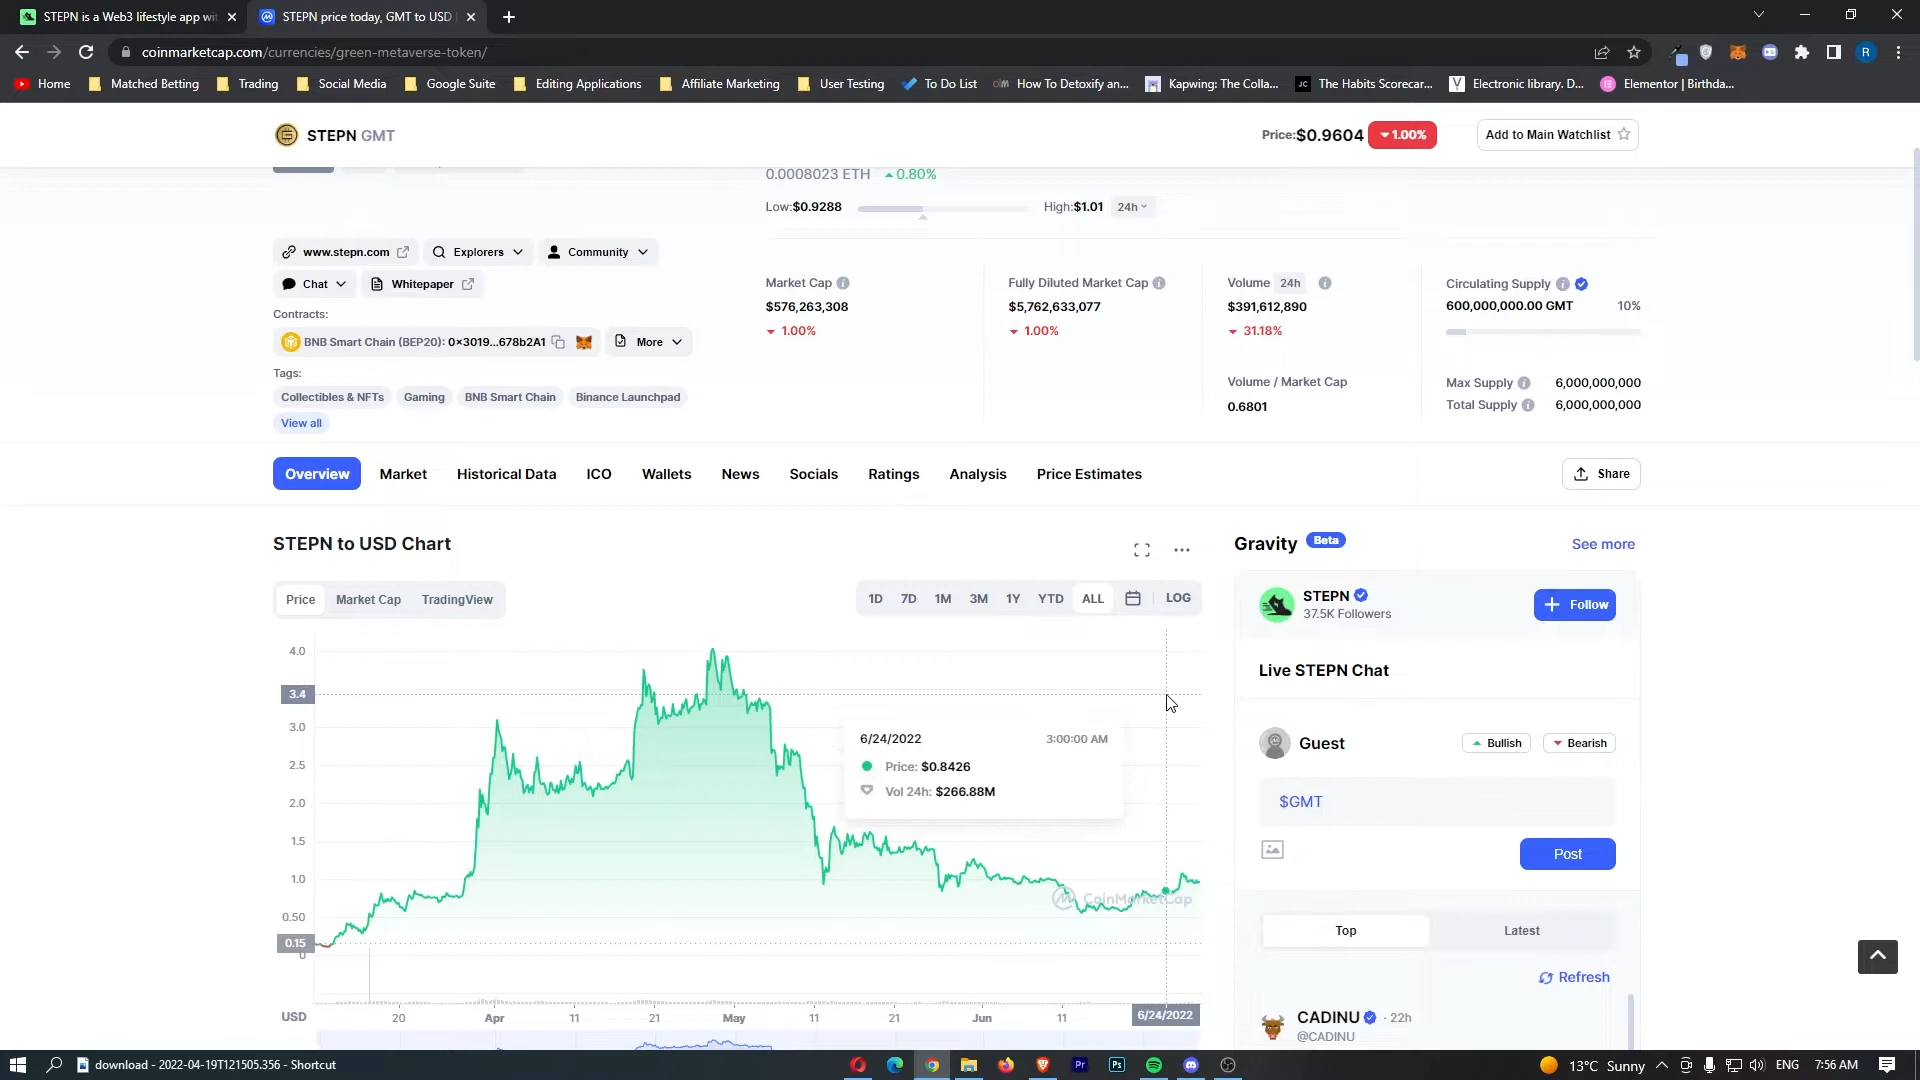 STEPN is a Web3 lifestyle app wit
STEPN price today, GMT to USD
coinmarketcap.com/currencies/green-metaverse-token/
R
Home
Matched Betting
Trading
Social Media
Google Suite
Editing Applications
Affiliate Marketing
User Testing
To Do List
How To Detoxify an...
Kapwing: The Colla...
JC
The Habits Scorecar...
Electronic library. D...
Elementor | Birthda...
STEPN GMT
Price:$0.9604
1.00%
Add to Main Watchlist
0.0008023 ETH
0.80%
Low:$0.9288
High:$1.01
24h
www.stepn.com
Explorers
Community
Chat
Whitepaper
Contracts:
BNB Smart Chain (BEP20): 0x3019...678b2A1
More
Tags:
Collectibles & NFTs
Gaming
BNB Smart Chain
Binance Launchpad
View all
Market Cap
$576,263,308
1.00%
Fully Diluted Market Cap
$5,762,633,077
1.00%
Volume 24h
$391,612,890
31.18%
Volume / Market Cap
0.6801
Circulating Supply
600,000,000.00 GMT
10%
Max Supply
6,000,000,000
Total Supply
6,000,000,000
Overview
Market
Historical Data
ICO
Wallets
News
Socials
Ratings
Analysis
Price Estimates
Share
STEPN to USD Chart
Price
Market Cap
TradingView
1D
7D
1M
3M
1Y
YTD
ALL
LOG
4.0
3.4
3.0
2.5
2.0
1.5
1.0
0.50
0.15
0
6/24/2022
3:00:00 AM
Price: $0.8426
Vol 24h: $266.88M
CoinMarketCap
USD
20
Apr
11
21
May
11
21
Jun
11
6/24/2022
Gravity
Beta
See more
STEPN
37.5K Followers
Follow
Live STEPN Chat
Guest
Bullish
Bearish
$GMT
Post
Top
Latest
Refresh
CADINU
· 22h
@CADINU
download - 2022-04-19T121505.356 - Shortcut
Pr
Ps
13°C Sunny
ENG
7:56 AM